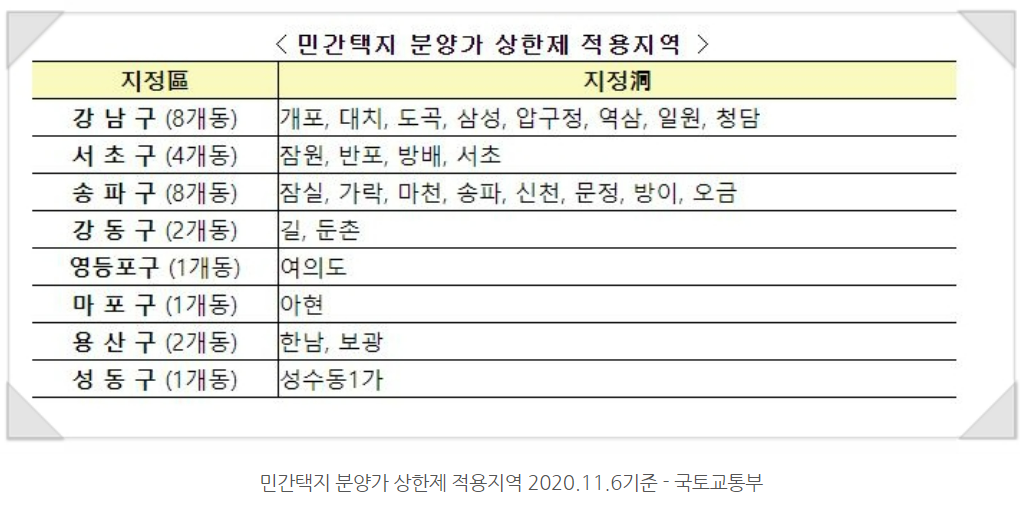 < 민간택지 분양가 상한제 적용지역 >
지정區 지정洞
강 남 구 (8개동) 개포, 대치, 도곡, 삼성, 압구정, 역삼, 일원, 청담
서 초 구 (4개동) 잠원, 반포, 방배, 서초
송 파 구 (8개동) 잠실, 가락, 마천, 송파, 신천, 문정, 방이, 오금
강 동 구 (2개동) 길, 둔촌
영등포구 (1개동) 여의도
마 포 구 (1개동) 아현
용 산 구 (2개동) 한남, 보광
성 동 구 (1개동) 성수동1가
민간택지 분양가 상한제 적용지역 2020.11.6기준 - 국토교통부